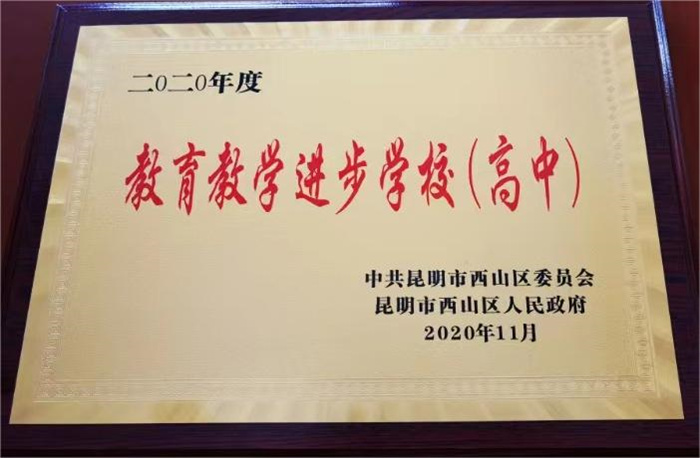 二0二0年度
教育教学进步学校(高中)
中共昆明市西山区委员会
昆明市西山区人民政府
2020年11月